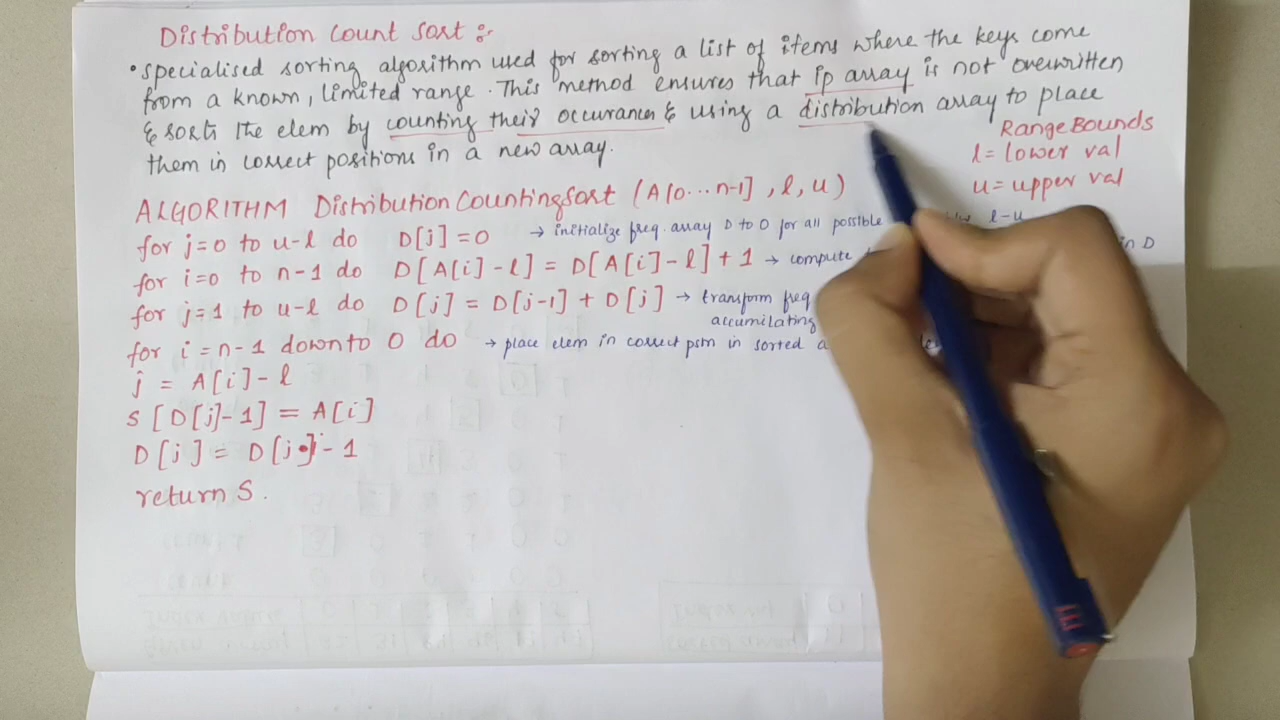 Distribution Count Sort :-
• specialised sorting algorithm used for sorting a list of items where the keys come
from a known, limited range. This method ensures that ip array is not overwritten
& sorts the elem by counting their occurances & using a distribution array to place
them in correct positions in a new array.
Range Bounds
l = lower val
u = upper val
ALGORITHM DistributionCountingSort (A[0...n-1], l, u)
for j=0 to u-l do D[j] = 0 → initialize freq. array D to 0 for all possible l-u
for i=0 to n-1 do D[A[i]-l] = D[A[i]-l]+1 → compute in D
for j=1 to u-l do D[j] = D[j-1] + D[j] → transform freq
accumilating
for i = n-1 downto 0 do → place elem in correct psm in sorted
j = A[i]-l
S[D[j]-1] = A[i]
D[j] = D[j]-1
return S.